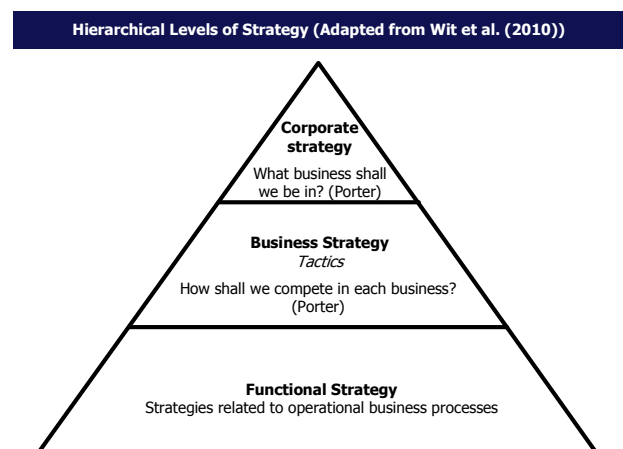 Hierarchical Levels of Strategy (Adapted from Wit et al. (2010))
Corporate
strategy
What business shall
we be in? (Porter)
Business Strategy
Tactics
How shall we compete in each business?
(Porter)
Functional Strategy
Strategies related to operational business processes